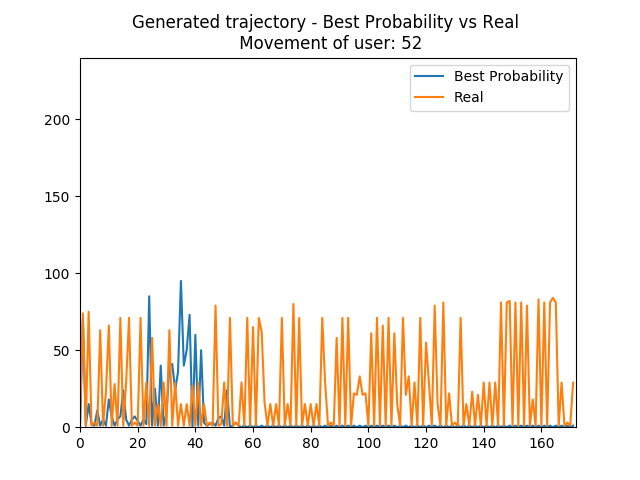 Generated trajectory - Best Probability vs Real
Movement of user: 52
Best Probability
Real
200
150
100
50
0
0 20 40 60 80 100 120 140 160